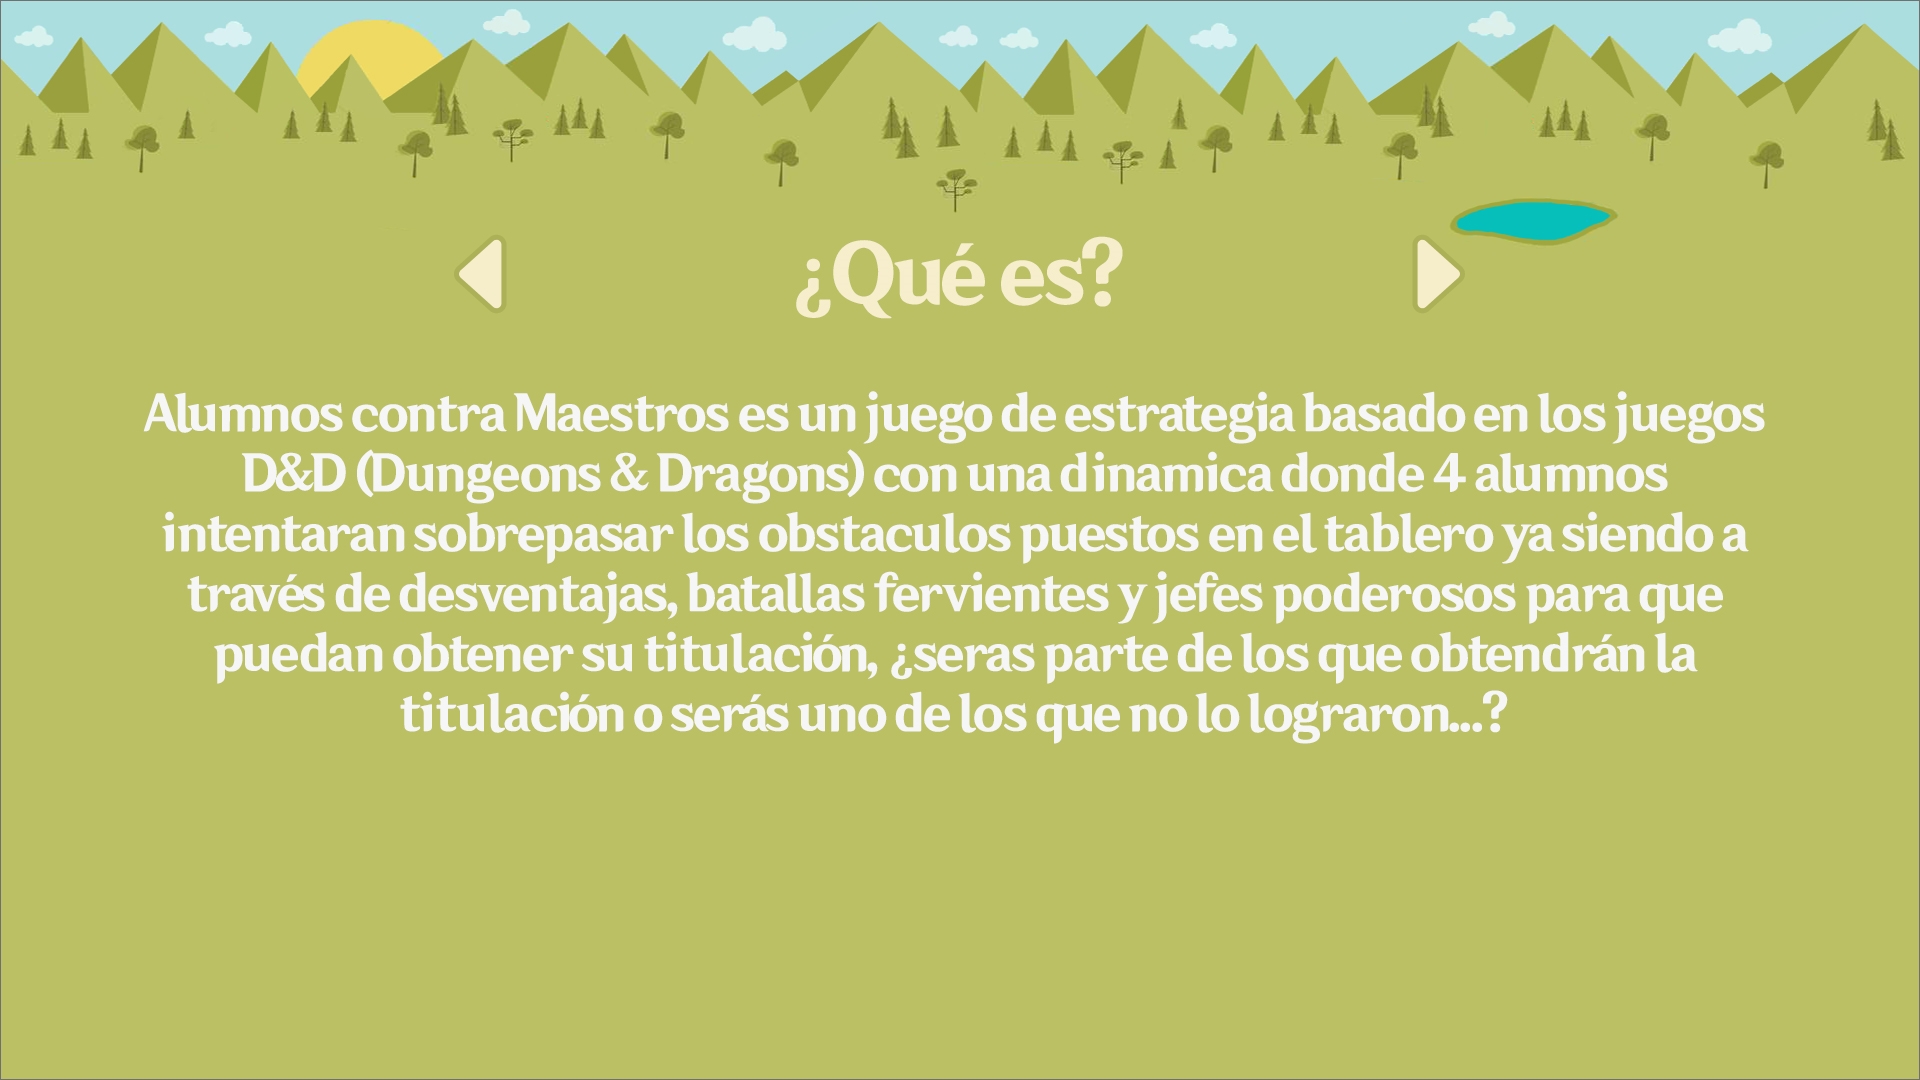 ¿Qué es?
Alumnos contra Maestros es un juego de estrategia basado en los juegos
D&D (Dungeons & Dragons) con una dinamica donde 4 alumnos
intentaran sobrepasar los obstaculos puestos en el tablero ya siendo a
través de desventajas, batallas fervientes y jefes poderosos para que
puedan obtener su titulación, ¿seras parte de los que obtendrán la
titulación o serás uno de los que no lo lograron...?